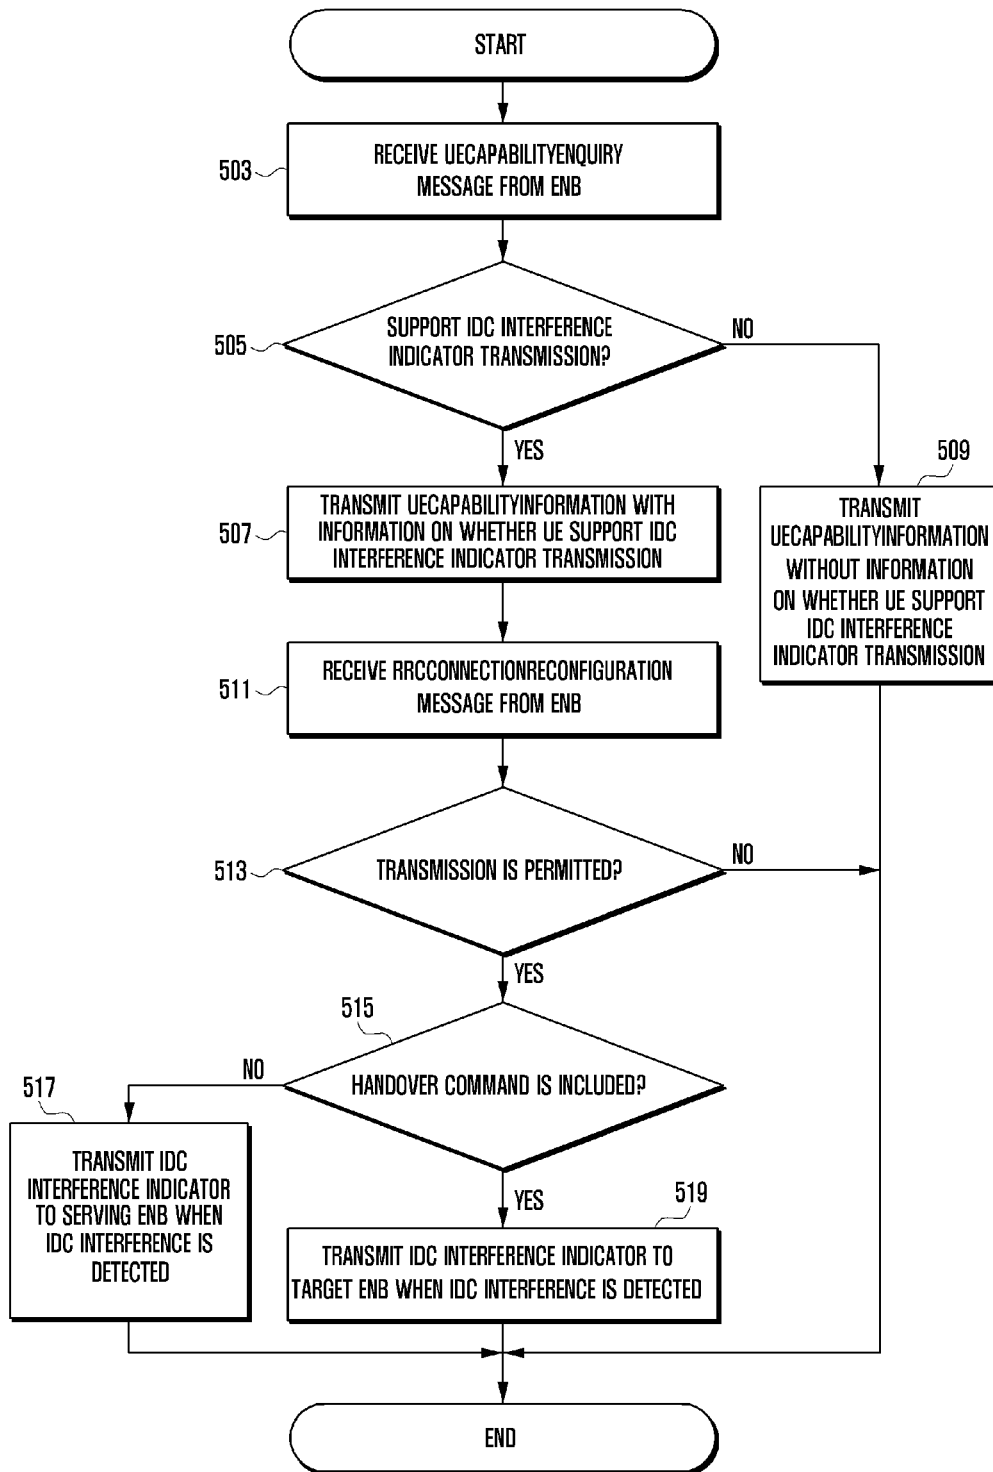 START
503
RECEIVE UECAPABILITYENQUIRY
MESSAGE FROM ENB
505
SUPPORT IDC INTERFERENCE
INDICATOR TRANSMISSION?
NO
YES
507
TRANSMIT UECAPABILITYINFORMATION WITH
INFORMATION ON WHETHER UE SUPPORT IDC
INTERFERENCE INDICATOR TRANSMISSION
509
TRANSMIT
UECAPABILITYINFORMATION
WITHOUT INFORMATION
ON WHETHER UE SUPPORT
IDC INTERFERENCE
INDICATOR TRANSMISSION
511
RECEIVE RRCCONNECTIONRECONFIGURATION
MESSAGE FROM ENB
513
TRANSMISSION IS PERMITTED?
NO
YES
515
HANDOVER COMMAND IS INCLUDED?
NO
YES
517
TRANSMIT IDC
INTERFERENCE INDICATOR
TO SERVING ENB WHEN
IDC INTERFERENCE IS
DETECTED
519
TRANSMIT IDC INTERFERENCE INDICATOR TO
TARGET ENB WHEN IDC INTERFERENCE IS DETECTED
END